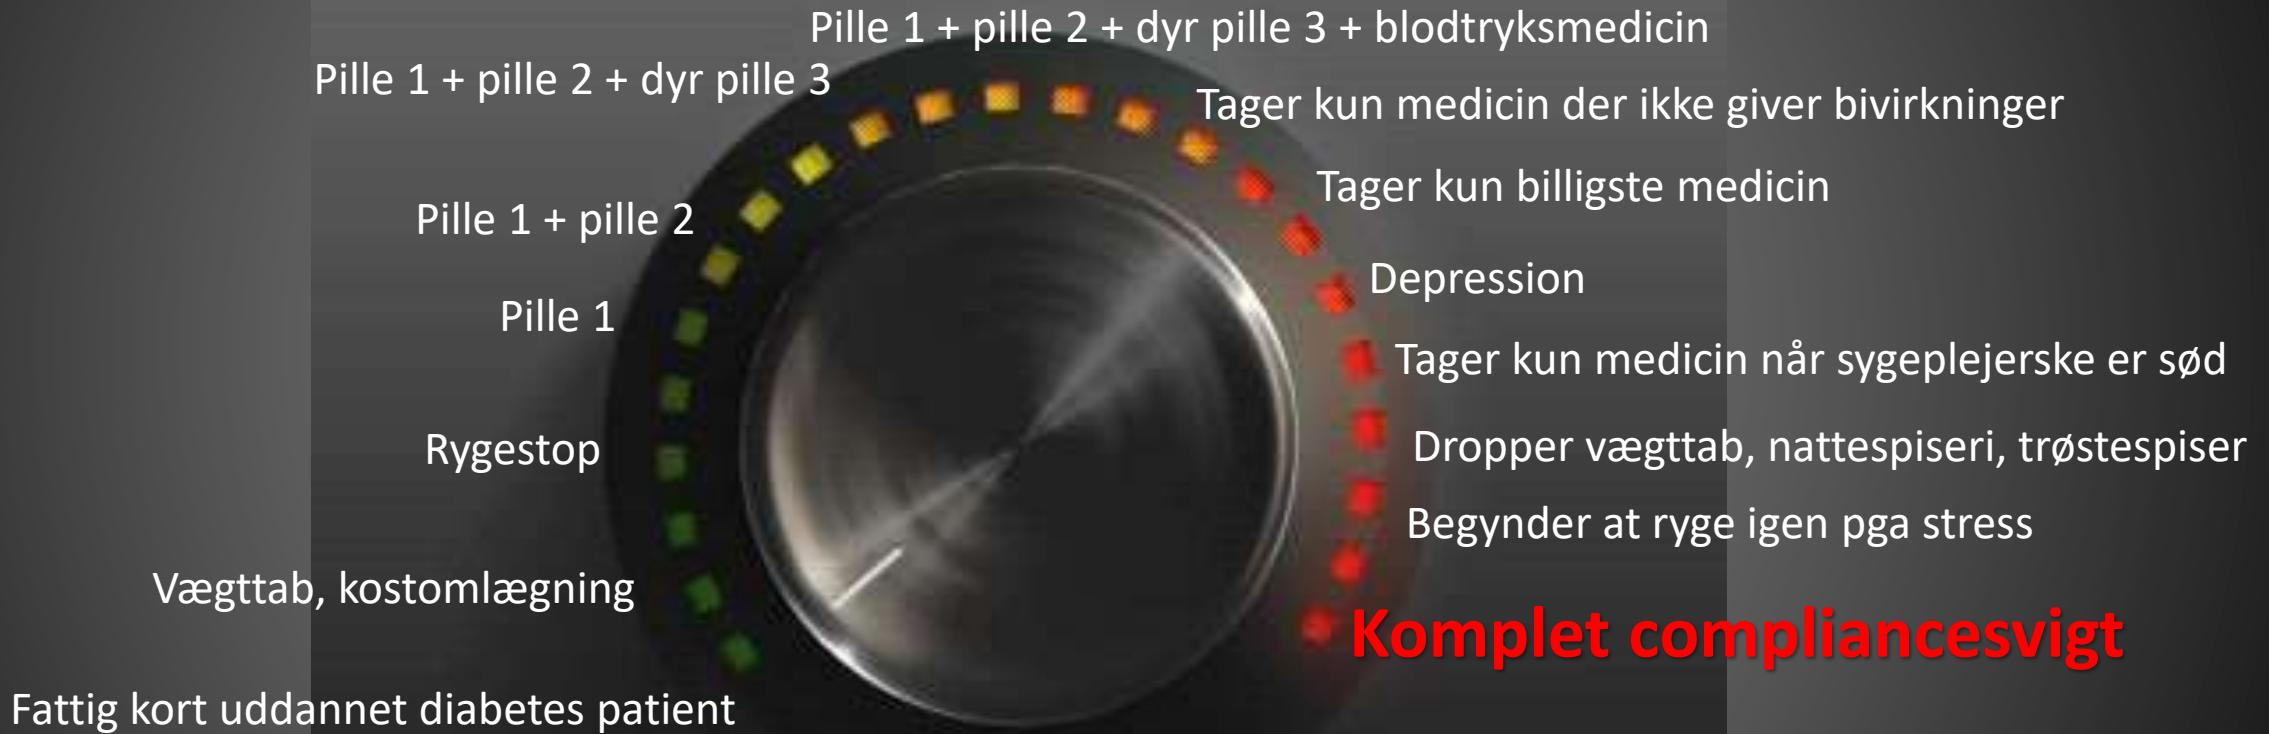 Pille 1 + pille 2 + dyr pille 3 + blodtryksmedicin
Pille 1 + pille 2 + dyr pille 3
Tager kun medicin der ikke giver bivirkninger
Tager kun billigste medicin
Pille 1 + pille 2
Depression
Pille 1
Tager kun medicin når sygeplejerske er sød
Rygestop
Dropper vægttab, nattespiseri, trøstespiser
Begynder at ryge igen pga stress
Vægttab, kostomlægning
Komplet compliancesvigt
Fattig kort uddannet diabetes patient